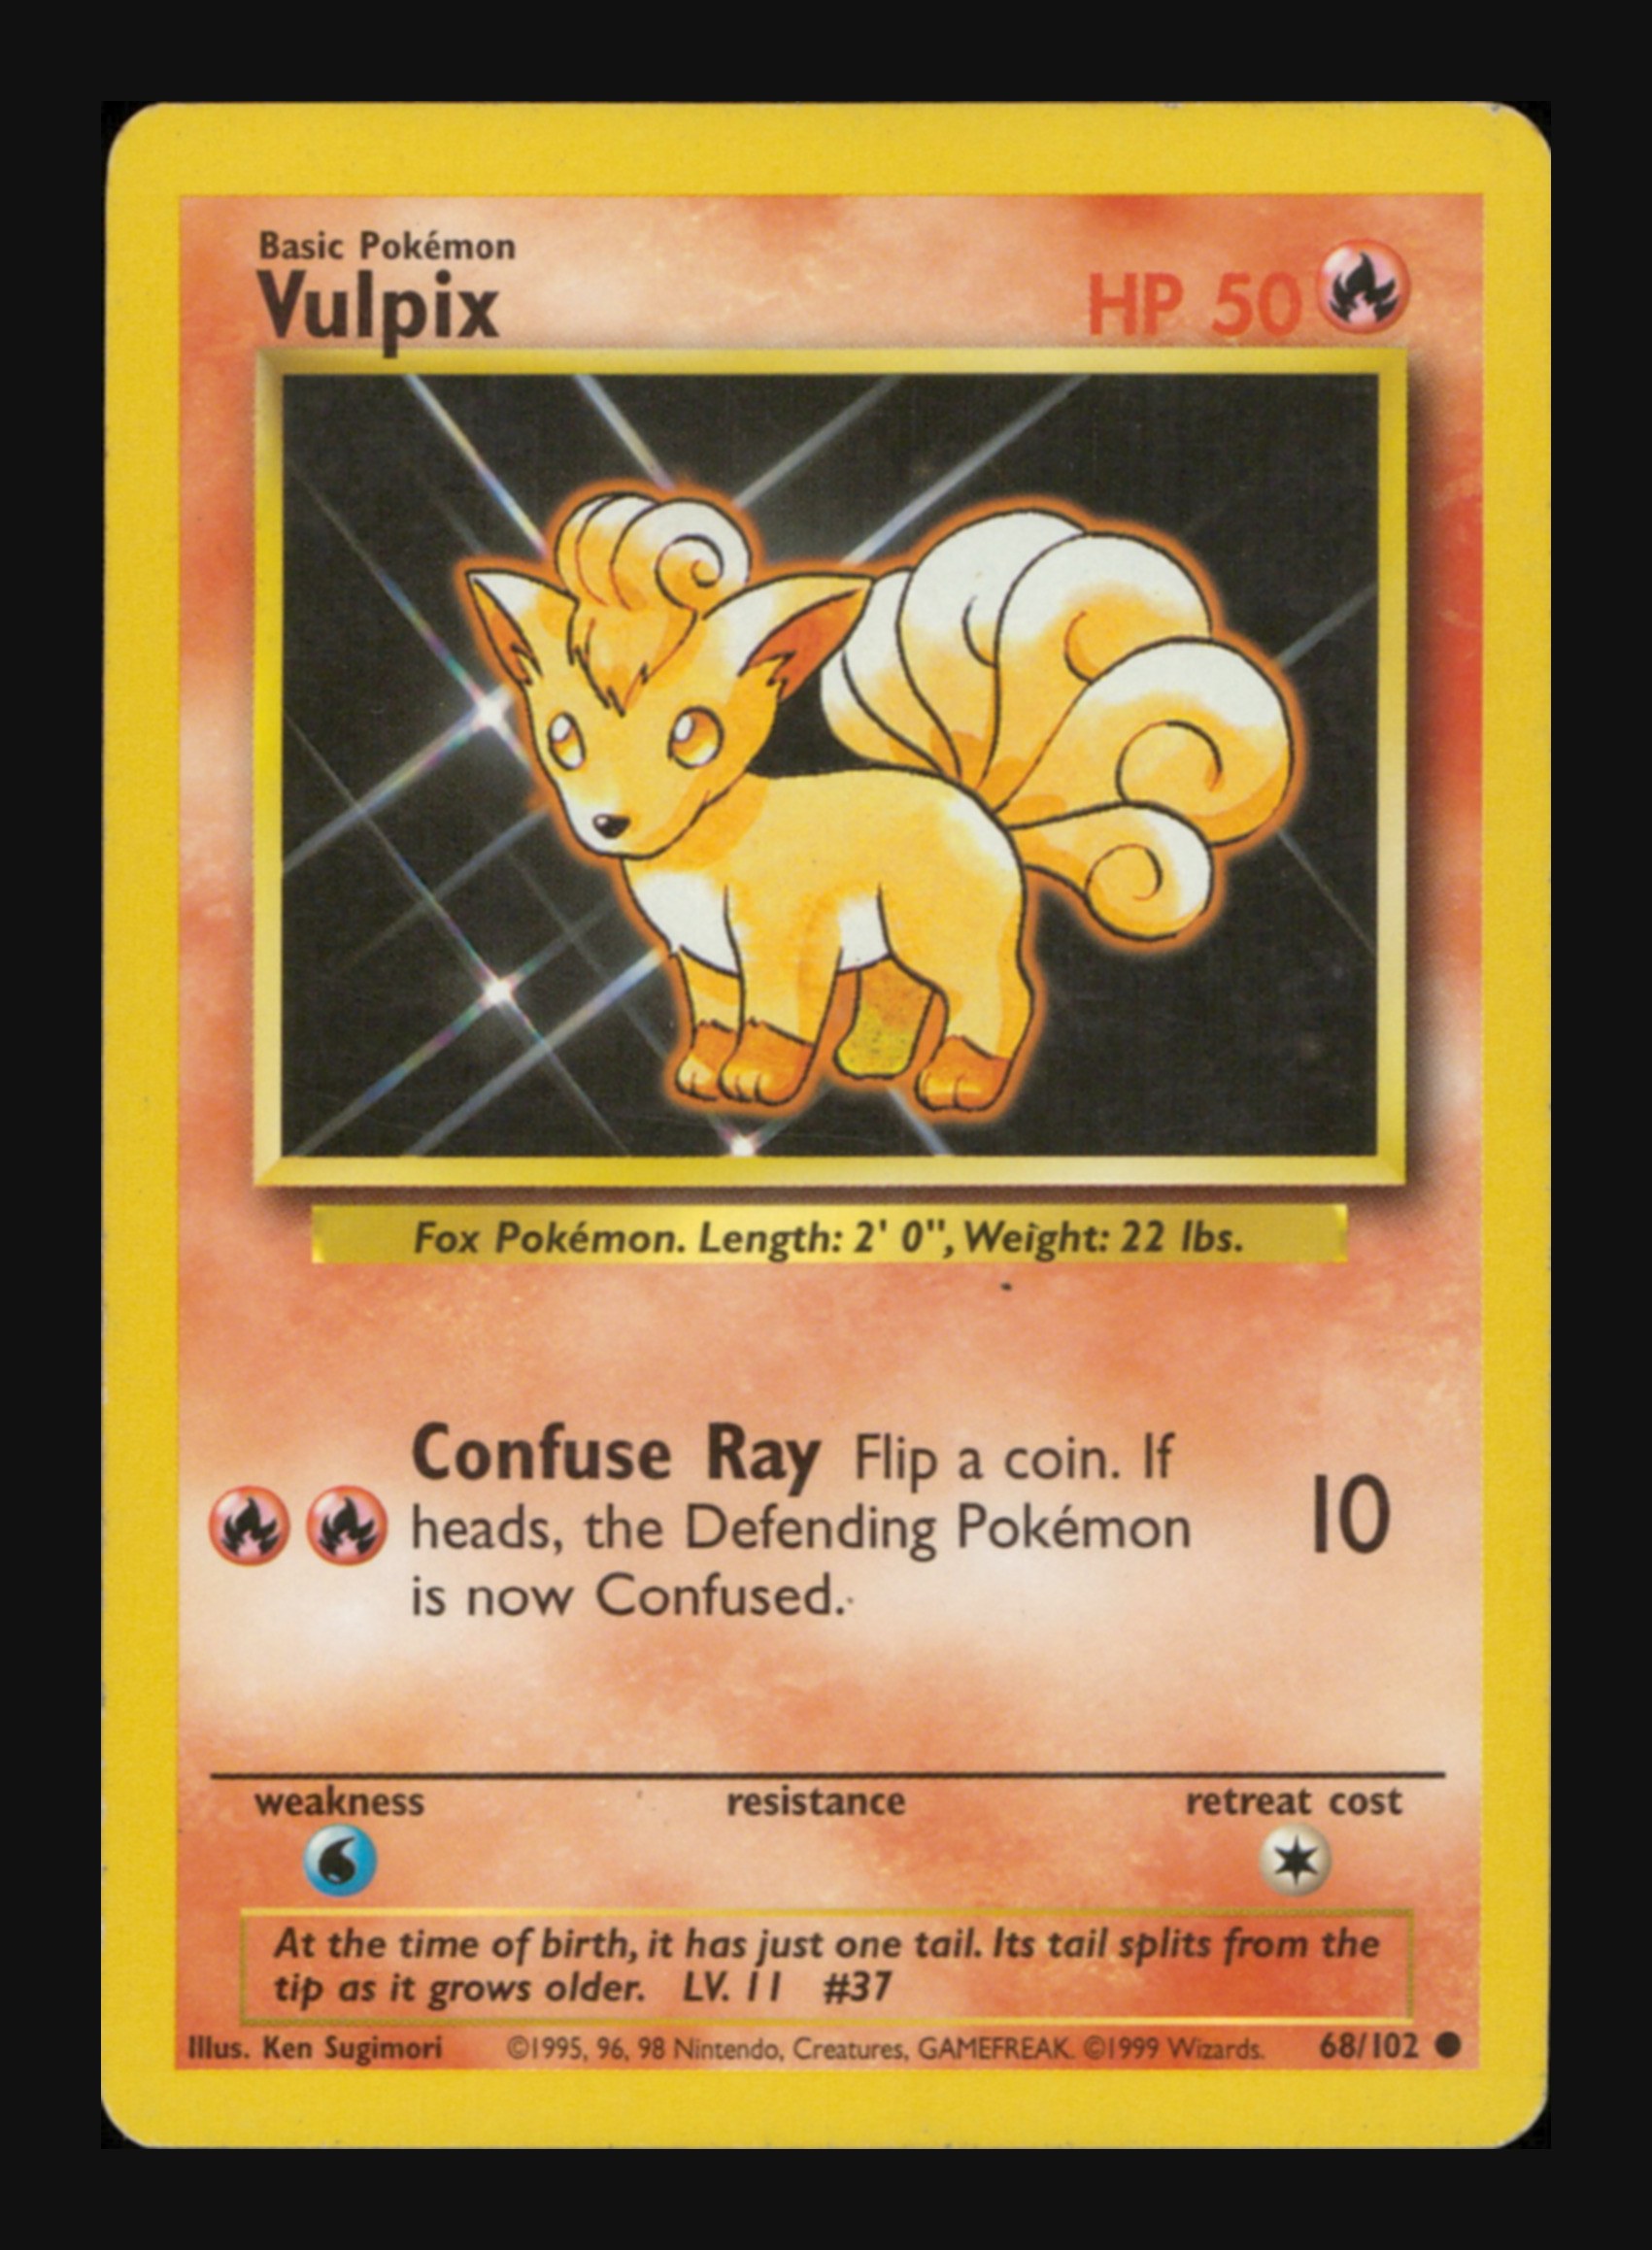 Basic Pokémon
Vulpix
HP 50
Fox Pokémon. Length: 2' 0", Weight: 22 lbs.
Confuse Ray Flip a coin. If
heads, the Defending Pokémon
is now Confused.
10
weakness resistance retreat cost
At the time of birth, it has just one tail. Its tail splits from the
tip as it grows older. LV. 11 #37
Illus. Ken Sugimori ©1995, 96, 98 Nintendo, Creatures, GAMEFREAK. ©1999 Wizards. 68/102 ●